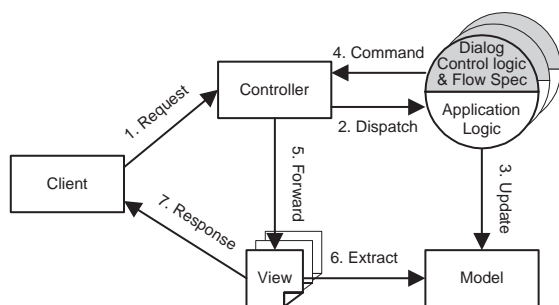 4. Command
Dialog
Control logic
& Flow Spec
Controller
Application
Logic
2. Dispatch
1. Request
5. Forward
3. Update
Client
7. Response
6. Extract
View
Model